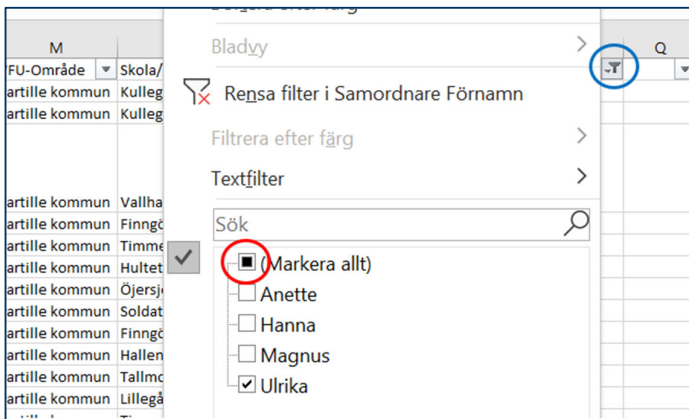 Bladvy
M
Q
FU-Område
Skola/
artille kommun Kulleg
Rensa filter i Samordnare Förnamn
artille kommun Kulleg
Filtrera efter färg
Textfilter
artille kommun Vallha
Sök
artille kommun Finngö
artille kommun Timme
artille kommun Hultet
(Markera allt)
artille kommun Öjersj
Anette
artille kommun Soldat
Hanna
artille kommun Finngö
artille kommun Hallen
Magnus
artille kommun Tallmo
Ulrika
artille kommun Lillegå